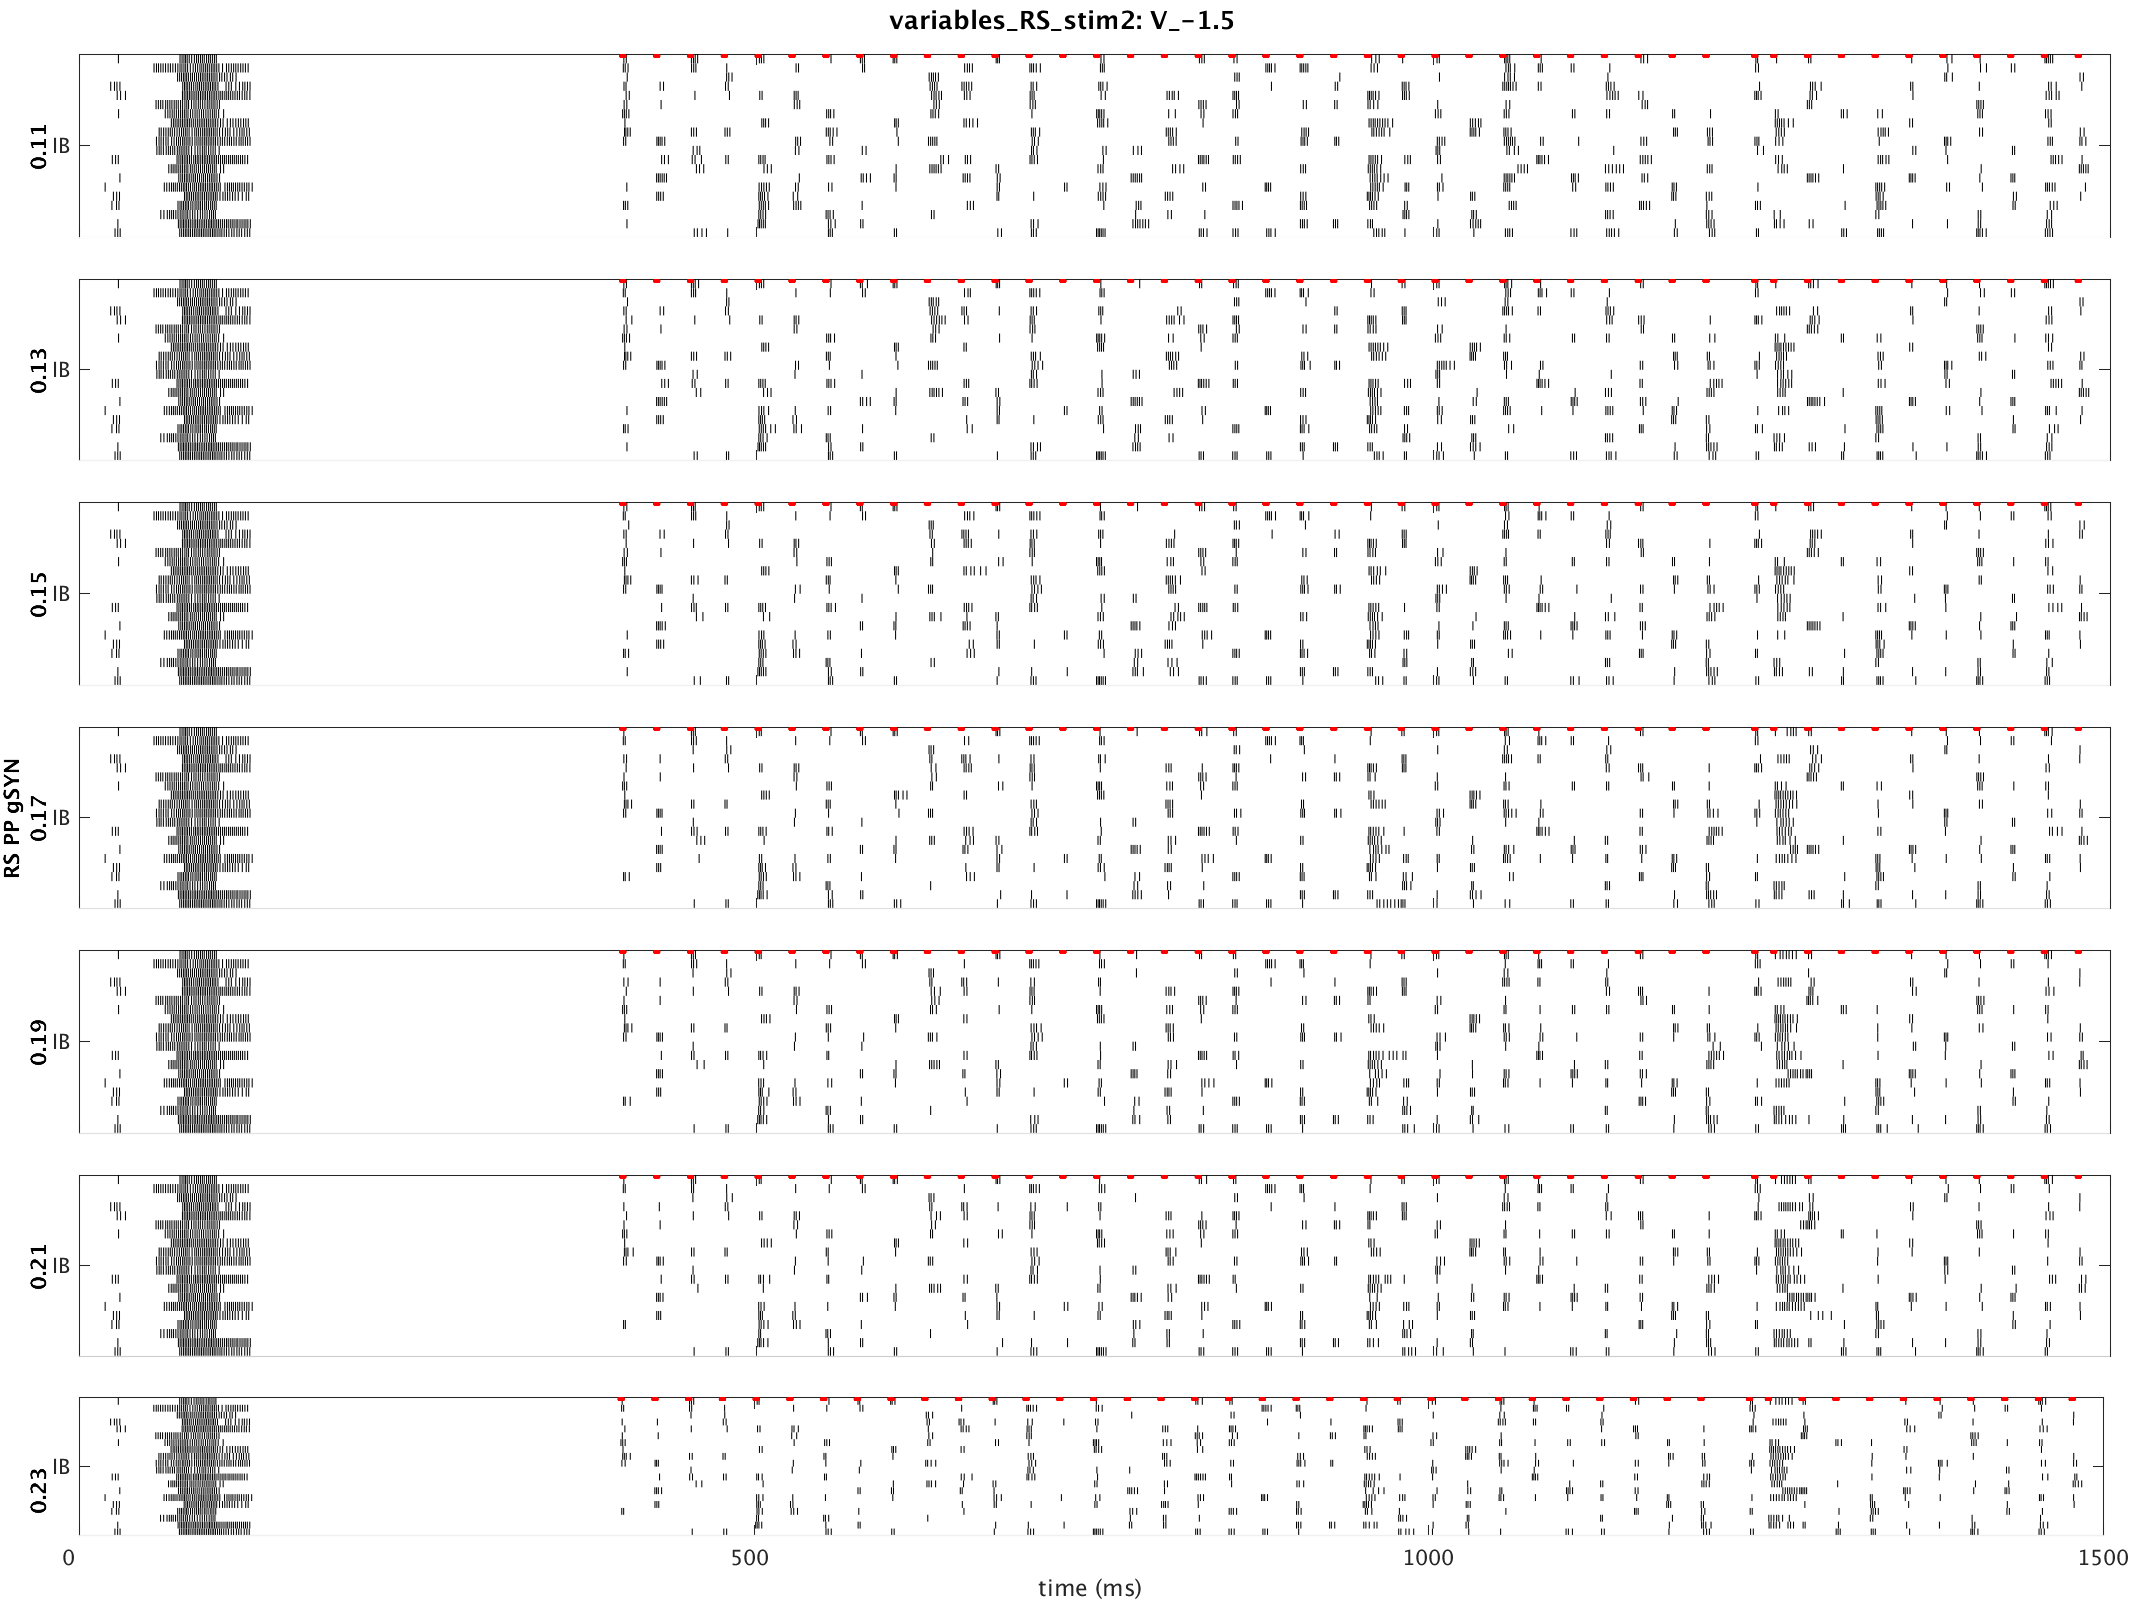 variables_RS_stim2: V_-1.5
0.11
IB
0.13
IB
0.15
IB
RS PP gSYN
0.17
IB
0.19
IB
0.21
IB
0.23
IB
0
500
1000
1500
time (ms)